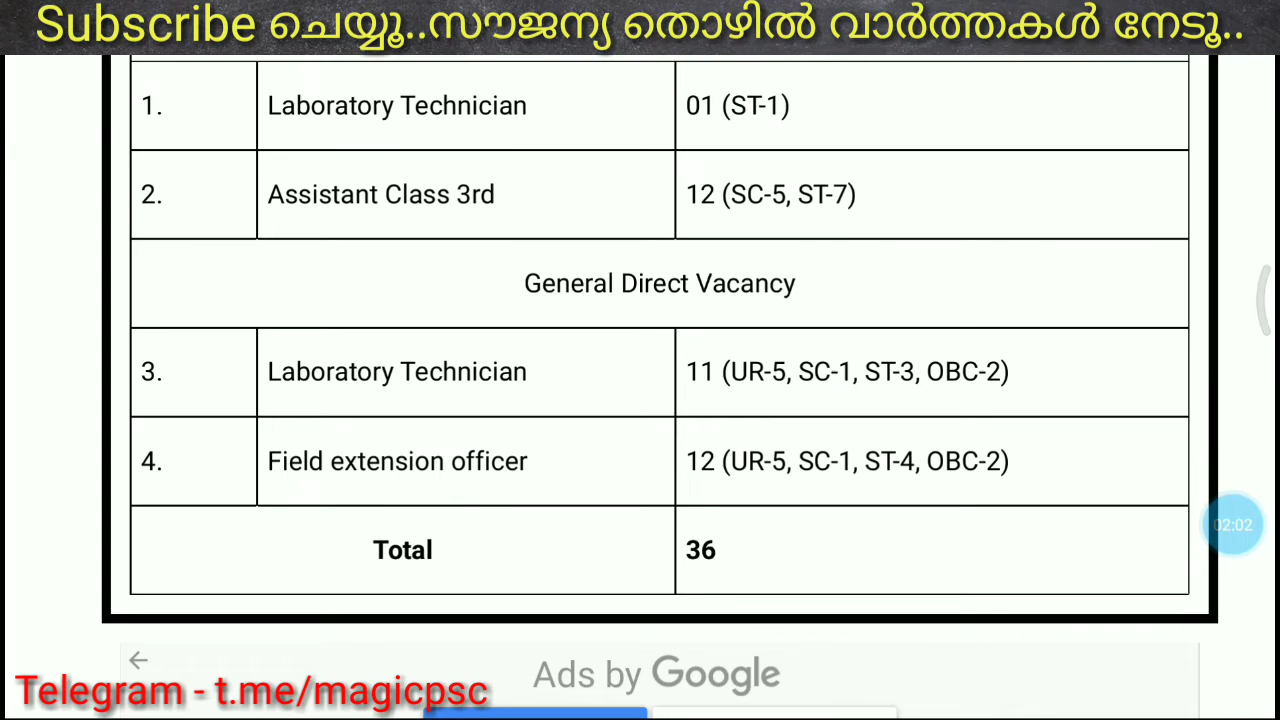 Subscribe ചെയ്യൂ..സൗജന്യ തൊഴിൽ വാർത്തകൾ നേടൂ..
1. Laboratory Technician 01 (ST-1)
2. Assistant Class 3rd 12 (SC-5, ST-7)
General Direct Vacancy
3. Laboratory Technician 11 (UR-5, SC-1, ST-3, OBC-2)
4. Field extension officer 12 (UR-5, SC-1, ST-4, OBC-2)
02:02
Total 36
Ads by Google
Telegram - t.me/magicpsc